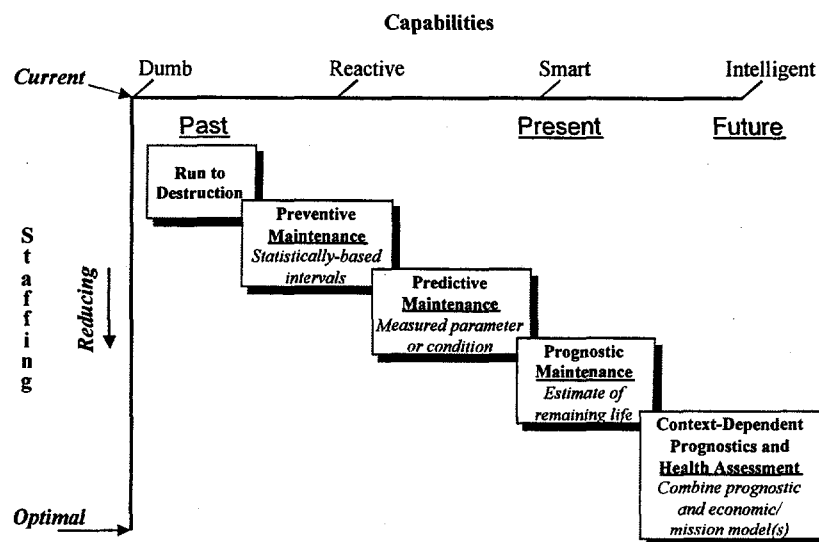 Capabilities
Current
Dumb
Reactive
Smart
Intelligent
Past
Present
Future
Run to
Destruction
Preventive
Maintenance
Statistically-based
intervals
Predictive
Maintenance
Measured parameter
or condition
Prognostic
Maintenance
Estimate of
remaining life
Context-Dependent
Prognostics and
Health Assessment
Combine prognostic
and economic/
mission model(s)
Staffing
Reducing
Optimal